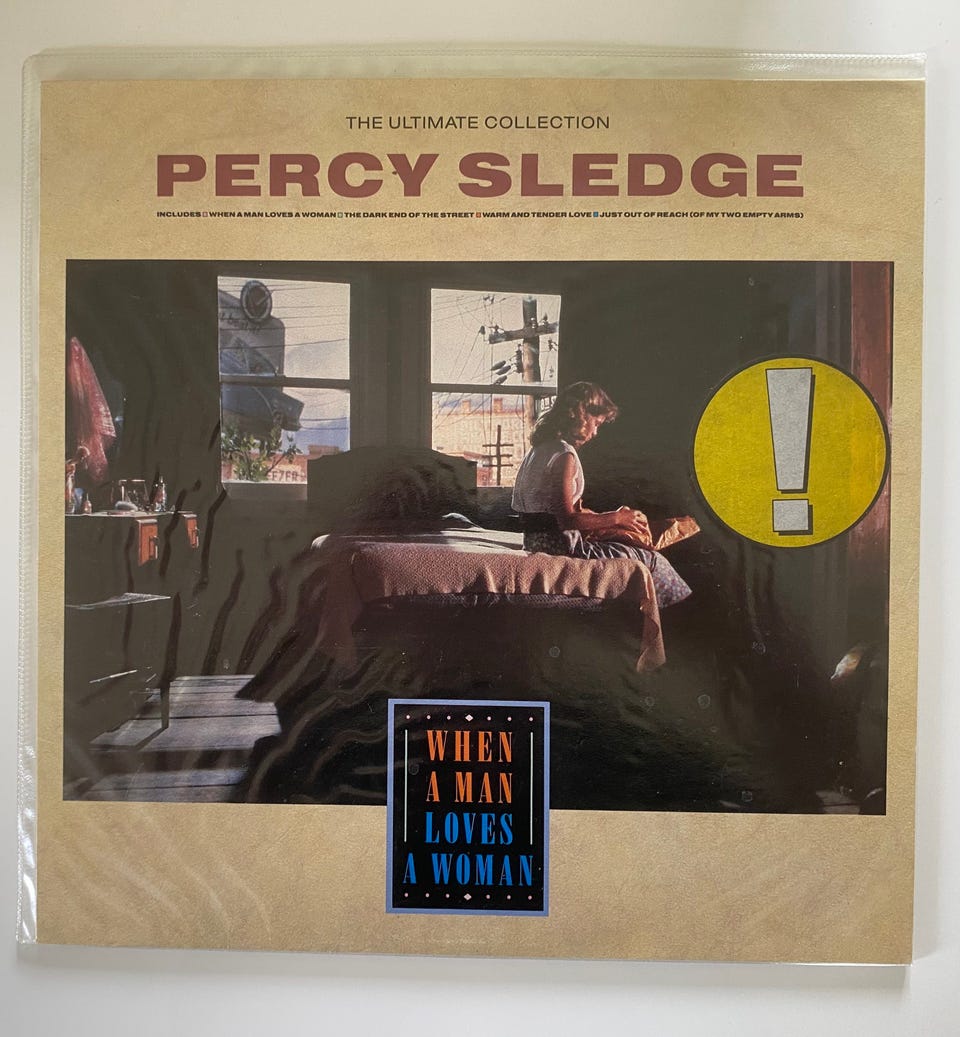 THE ULTIMATE COLLECTION
PERCY SLEDGE
INCLUDES WHEN A MAN LOVES A WOMAN THE DARK END OF THE STREET WARM AND TENDER LOVE JUST OUT OF REACH (OF MY TWO EMPTY ARMS)
!
WHEN
A MAN
LOVES
A WOMAN